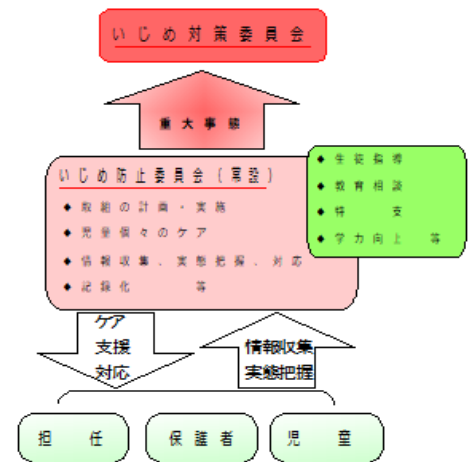 いじめ対策委員会
重大事態
いじめ防止委員会(常設)
◆ 取組の計画・実施
◆ 児童個々のケア
◆ 情報収集、実態把握、対応
◆ 記録化　　等
◆ 生徒指導
◆ 教育相談
◆ 特　　支
◆ 学力向上　等
ケア
支援
対応
情報収集
実態把握
担　任
保護者
児　童